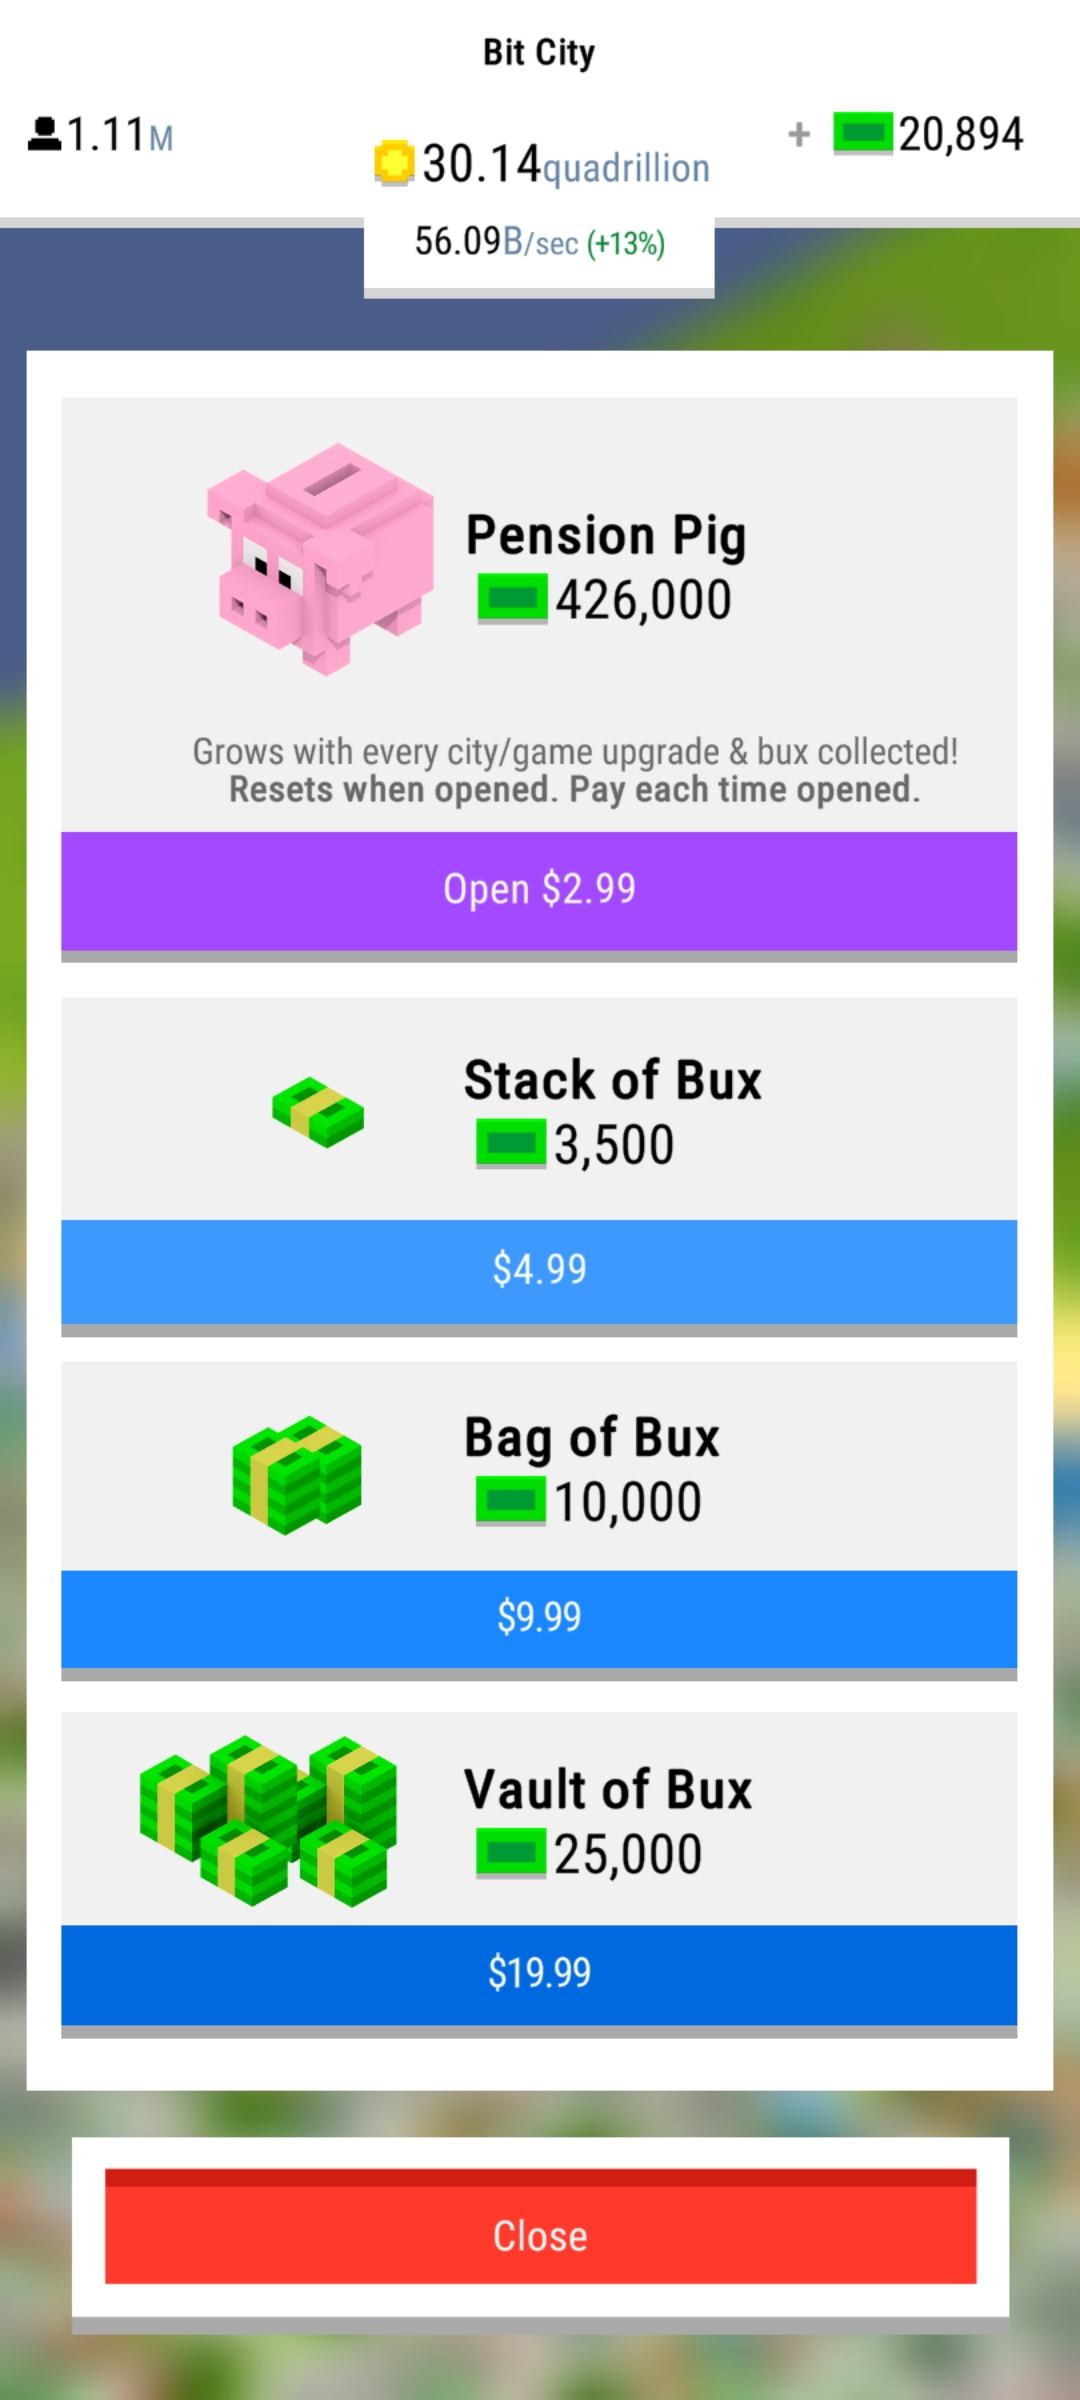 Bit City
1.11M
30.14quadrillion
+ 20,894
56.09B/sec (+13%)
Pension Pig
426,000
Grows with every city/game upgrade & bux collected!
Resets when opened. Pay each time opened.
Open $2.99
Stack of Bux
3,500
$4.99
Bag of Bux
10,000
$9.99
Vault of Bux
25,000
$19.99
Close